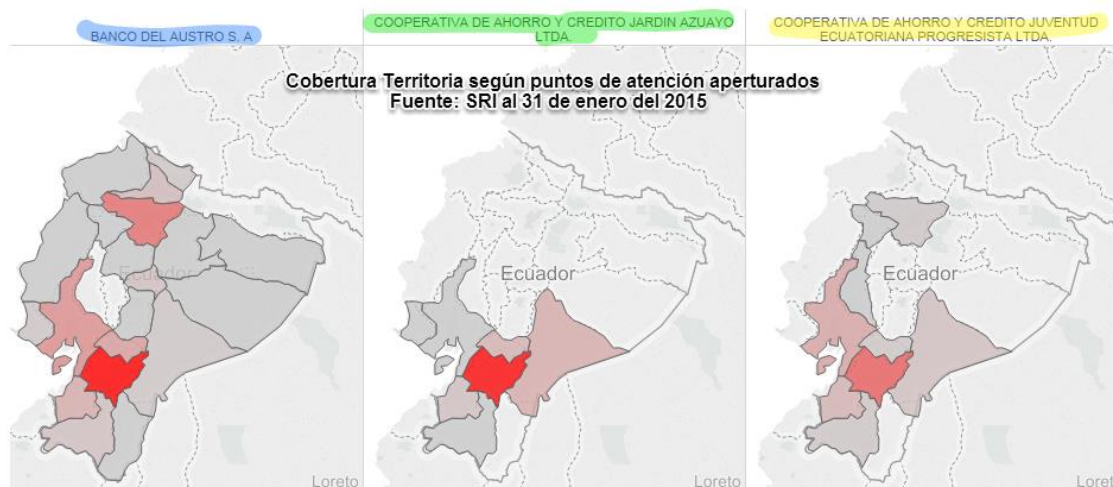 BANCO DEL AUSTRO S. A
COOPERATIVA DE AHORRO Y CREDITO JARDIN AZUAYO
LTDA.
COOPERATIVA DE AHORRO Y CREDITO JUVENTUD
ECUATORIANA PROGRESISTA LTDA.
Cobertura Territoria según puntos de atención aperturados
Fuente: SRI al 31 de enero del 2015
Ecuador
Ecuador
Ecuador
Loreto
Loreto
Loreto